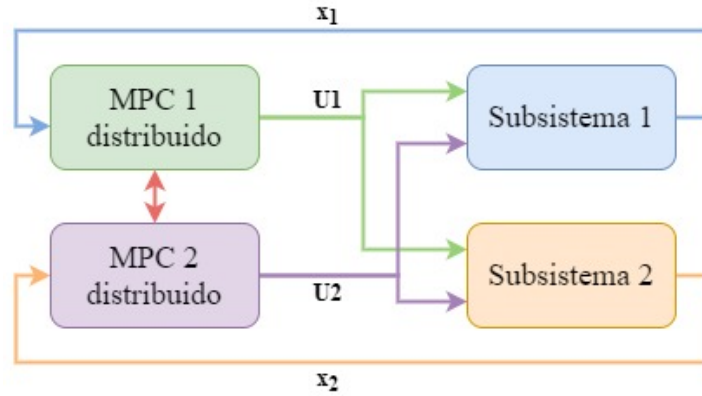 x1
MPC 1
distribuido
U1
Subsistema 1
MPC 2
distribuido
U2
Subsistema 2
x2